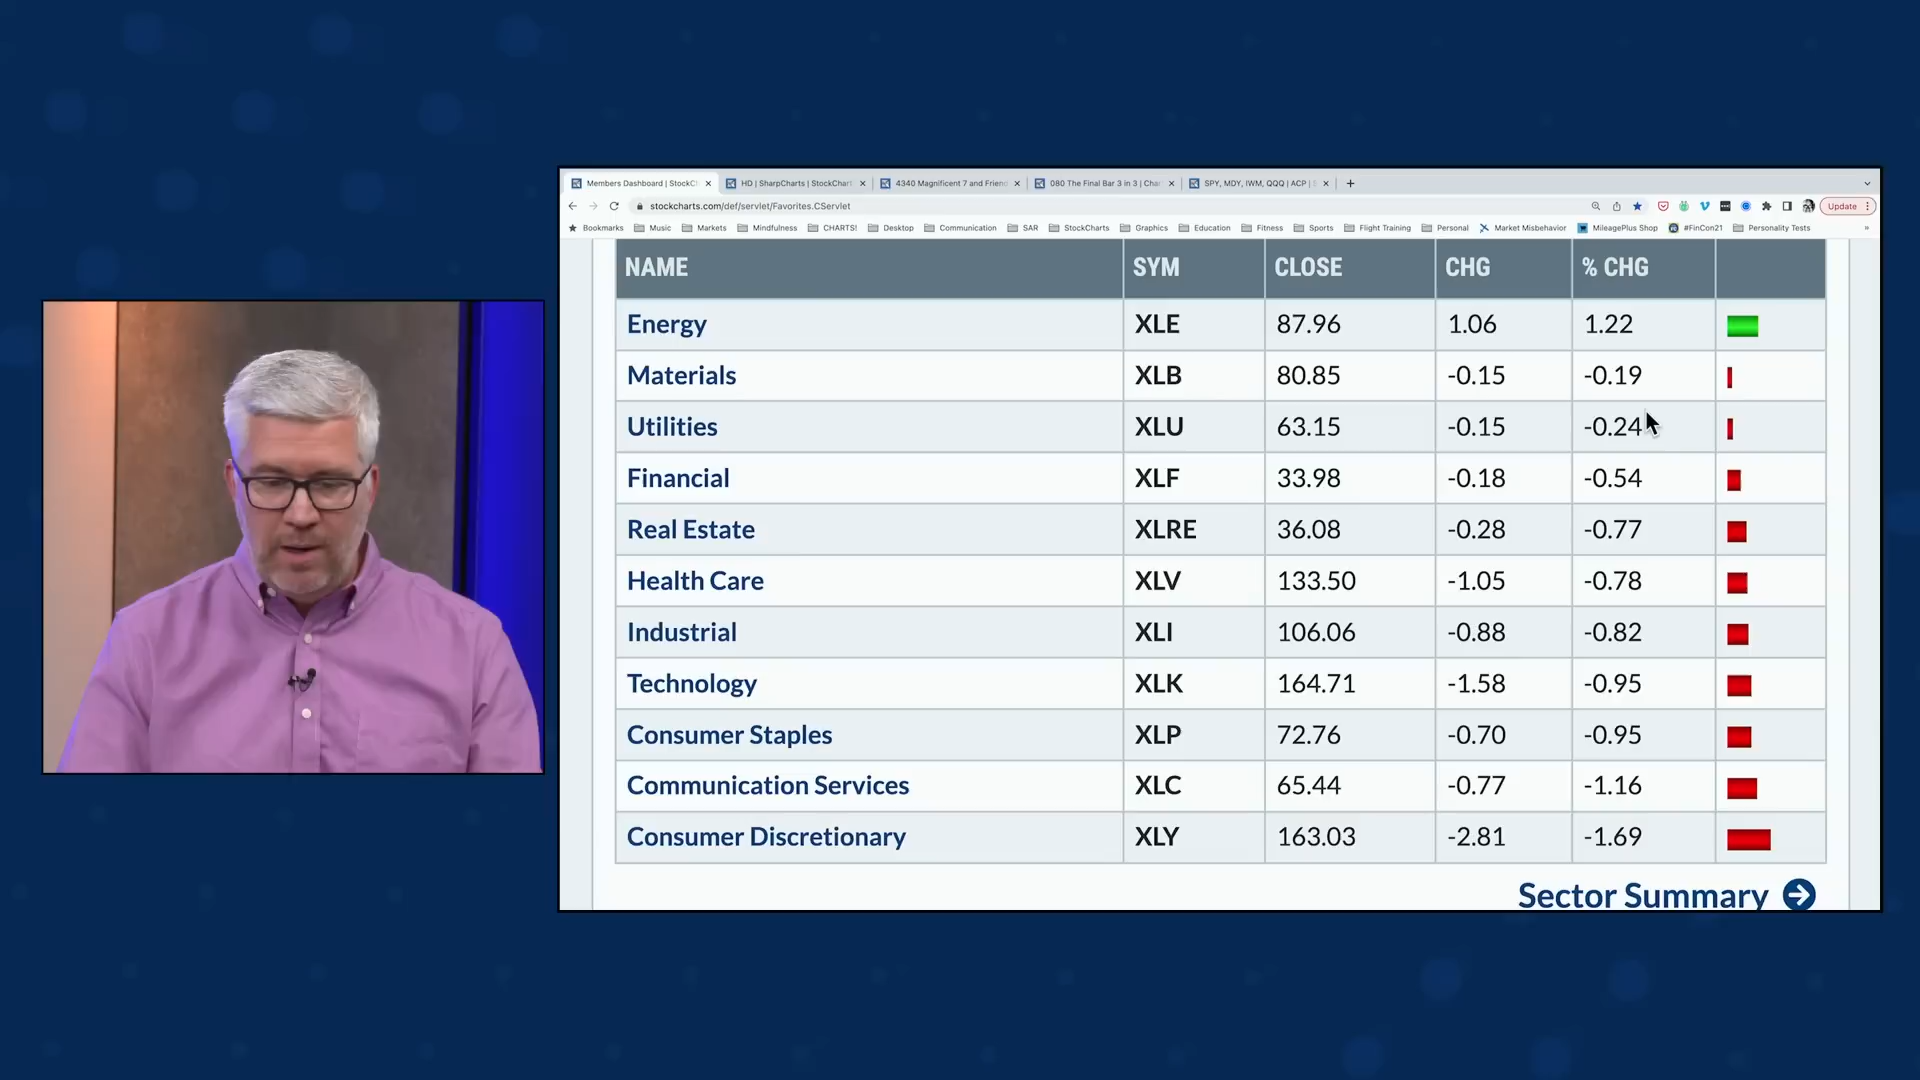 Members Dashboard | StockC
HD | SharpCharts | StockChart
4340 Magnificent 7 and Friend
080 The Final Bar 3 in 3 | Char
SPY, MDY, IWM, QQQ | ACP |
stockcharts.com/def/servlet/Favorites.CServlet
Update
Bookmarks Music Markets Mindfulness CHARTS! Desktop Communication SAR StockCharts Graphics Education Fitness Sports Flight Training Personal Market Misbehavior MileagePlus Shop #FinCon21 Personality Tests »
NAME SYM CLOSE CHG % CHG
Energy XLE 87.96 1.06 1.22
Materials XLB 80.85 -0.15 -0.19
Utilities XLU 63.15 -0.15 -0.24
Financial XLF 33.98 -0.18 -0.54
Real Estate XLRE 36.08 -0.28 -0.77
Health Care XLV 133.50 -1.05 -0.78
Industrial XLI 106.06 -0.88 -0.82
Technology XLK 164.71 -1.58 -0.95
Consumer Staples XLP 72.76 -0.70 -0.95
Communication Services XLC 65.44 -0.77 -1.16
Consumer Discretionary XLY 163.03 -2.81 -1.69
Sector Summary